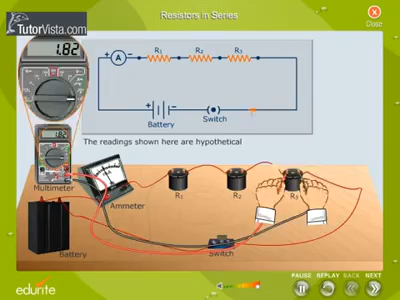 Resistors in Series
Close
TutorVista.com
1.82
R1 R2 R3
+ A −
+ −
Battery
Switch
The readings shown here are hypothetical
Multimeter
Ammeter
R1
R2
R3
Battery
Switch
PAUSE REPLAY BACK NEXT
edurite